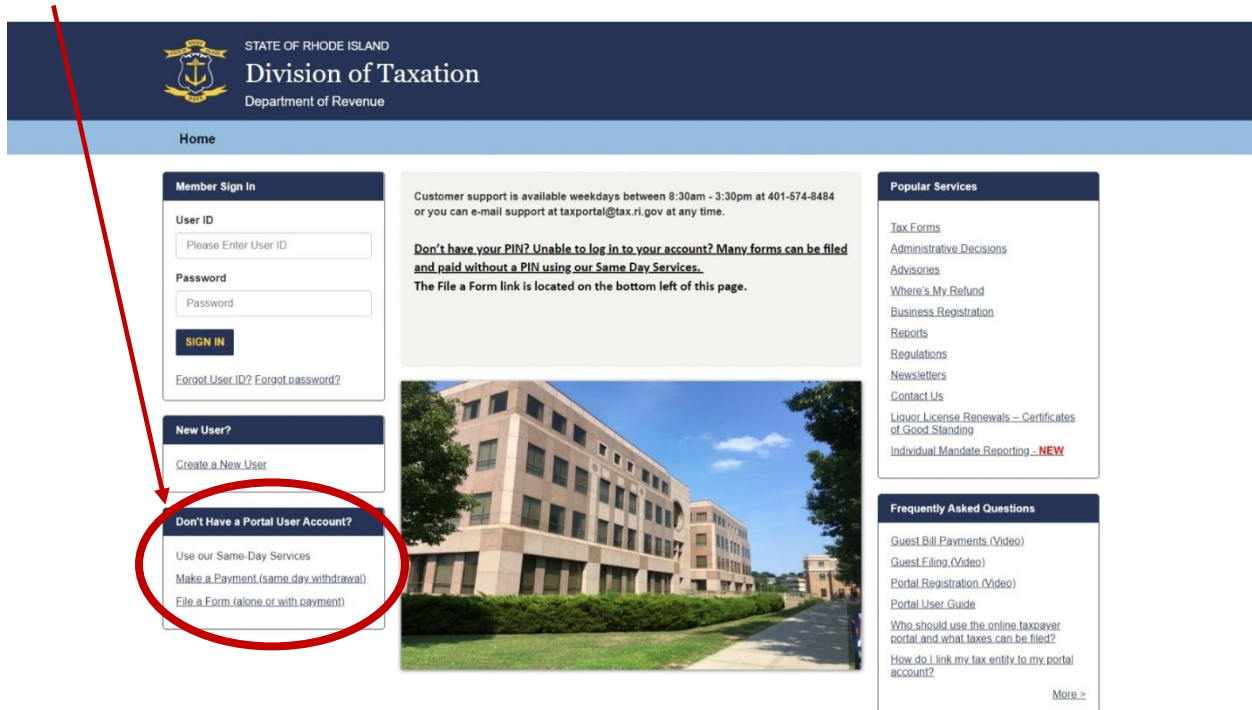 STATE OF RHODE ISLAND
Division of Taxation
Department of Revenue
Home
Member Sign In
User ID
Please Enter User ID
Password
Password
SIGN IN
Forgot User ID? Forgot password?
New User?
Create a New User
Don't Have a Portal User Account?
Use our Same-Day Services
Make a Payment (same day withdrawal)
File a Form (alone or with payment)
Customer support is available weekdays between 8:30am - 3:30pm at 401-574-8484
or you can e-mail support at taxportal@tax.ri.gov at any time.
Don't have your PIN? Unable to log in to your account? Many forms can be filed
and paid without a PIN using our Same Day Services.
The File a Form link is located on the bottom left of this page.
Popular Services
Tax Forms
Administrative Decisions
Advisories
Where's My Refund
Business Registration
Reports
Regulations
Newsletters
Contact Us
Liquor License Renewals – Certificates
of Good Standing
Individual Mandate Reporting - NEW
Frequently Asked Questions
Guest Bill Payments (Video)
Guest Filing (Video)
Portal Registration (Video)
Portal User Guide
Who should use the online taxpayer
portal and what taxes can be filed?
How do I link my tax entity to my portal
account?
More >